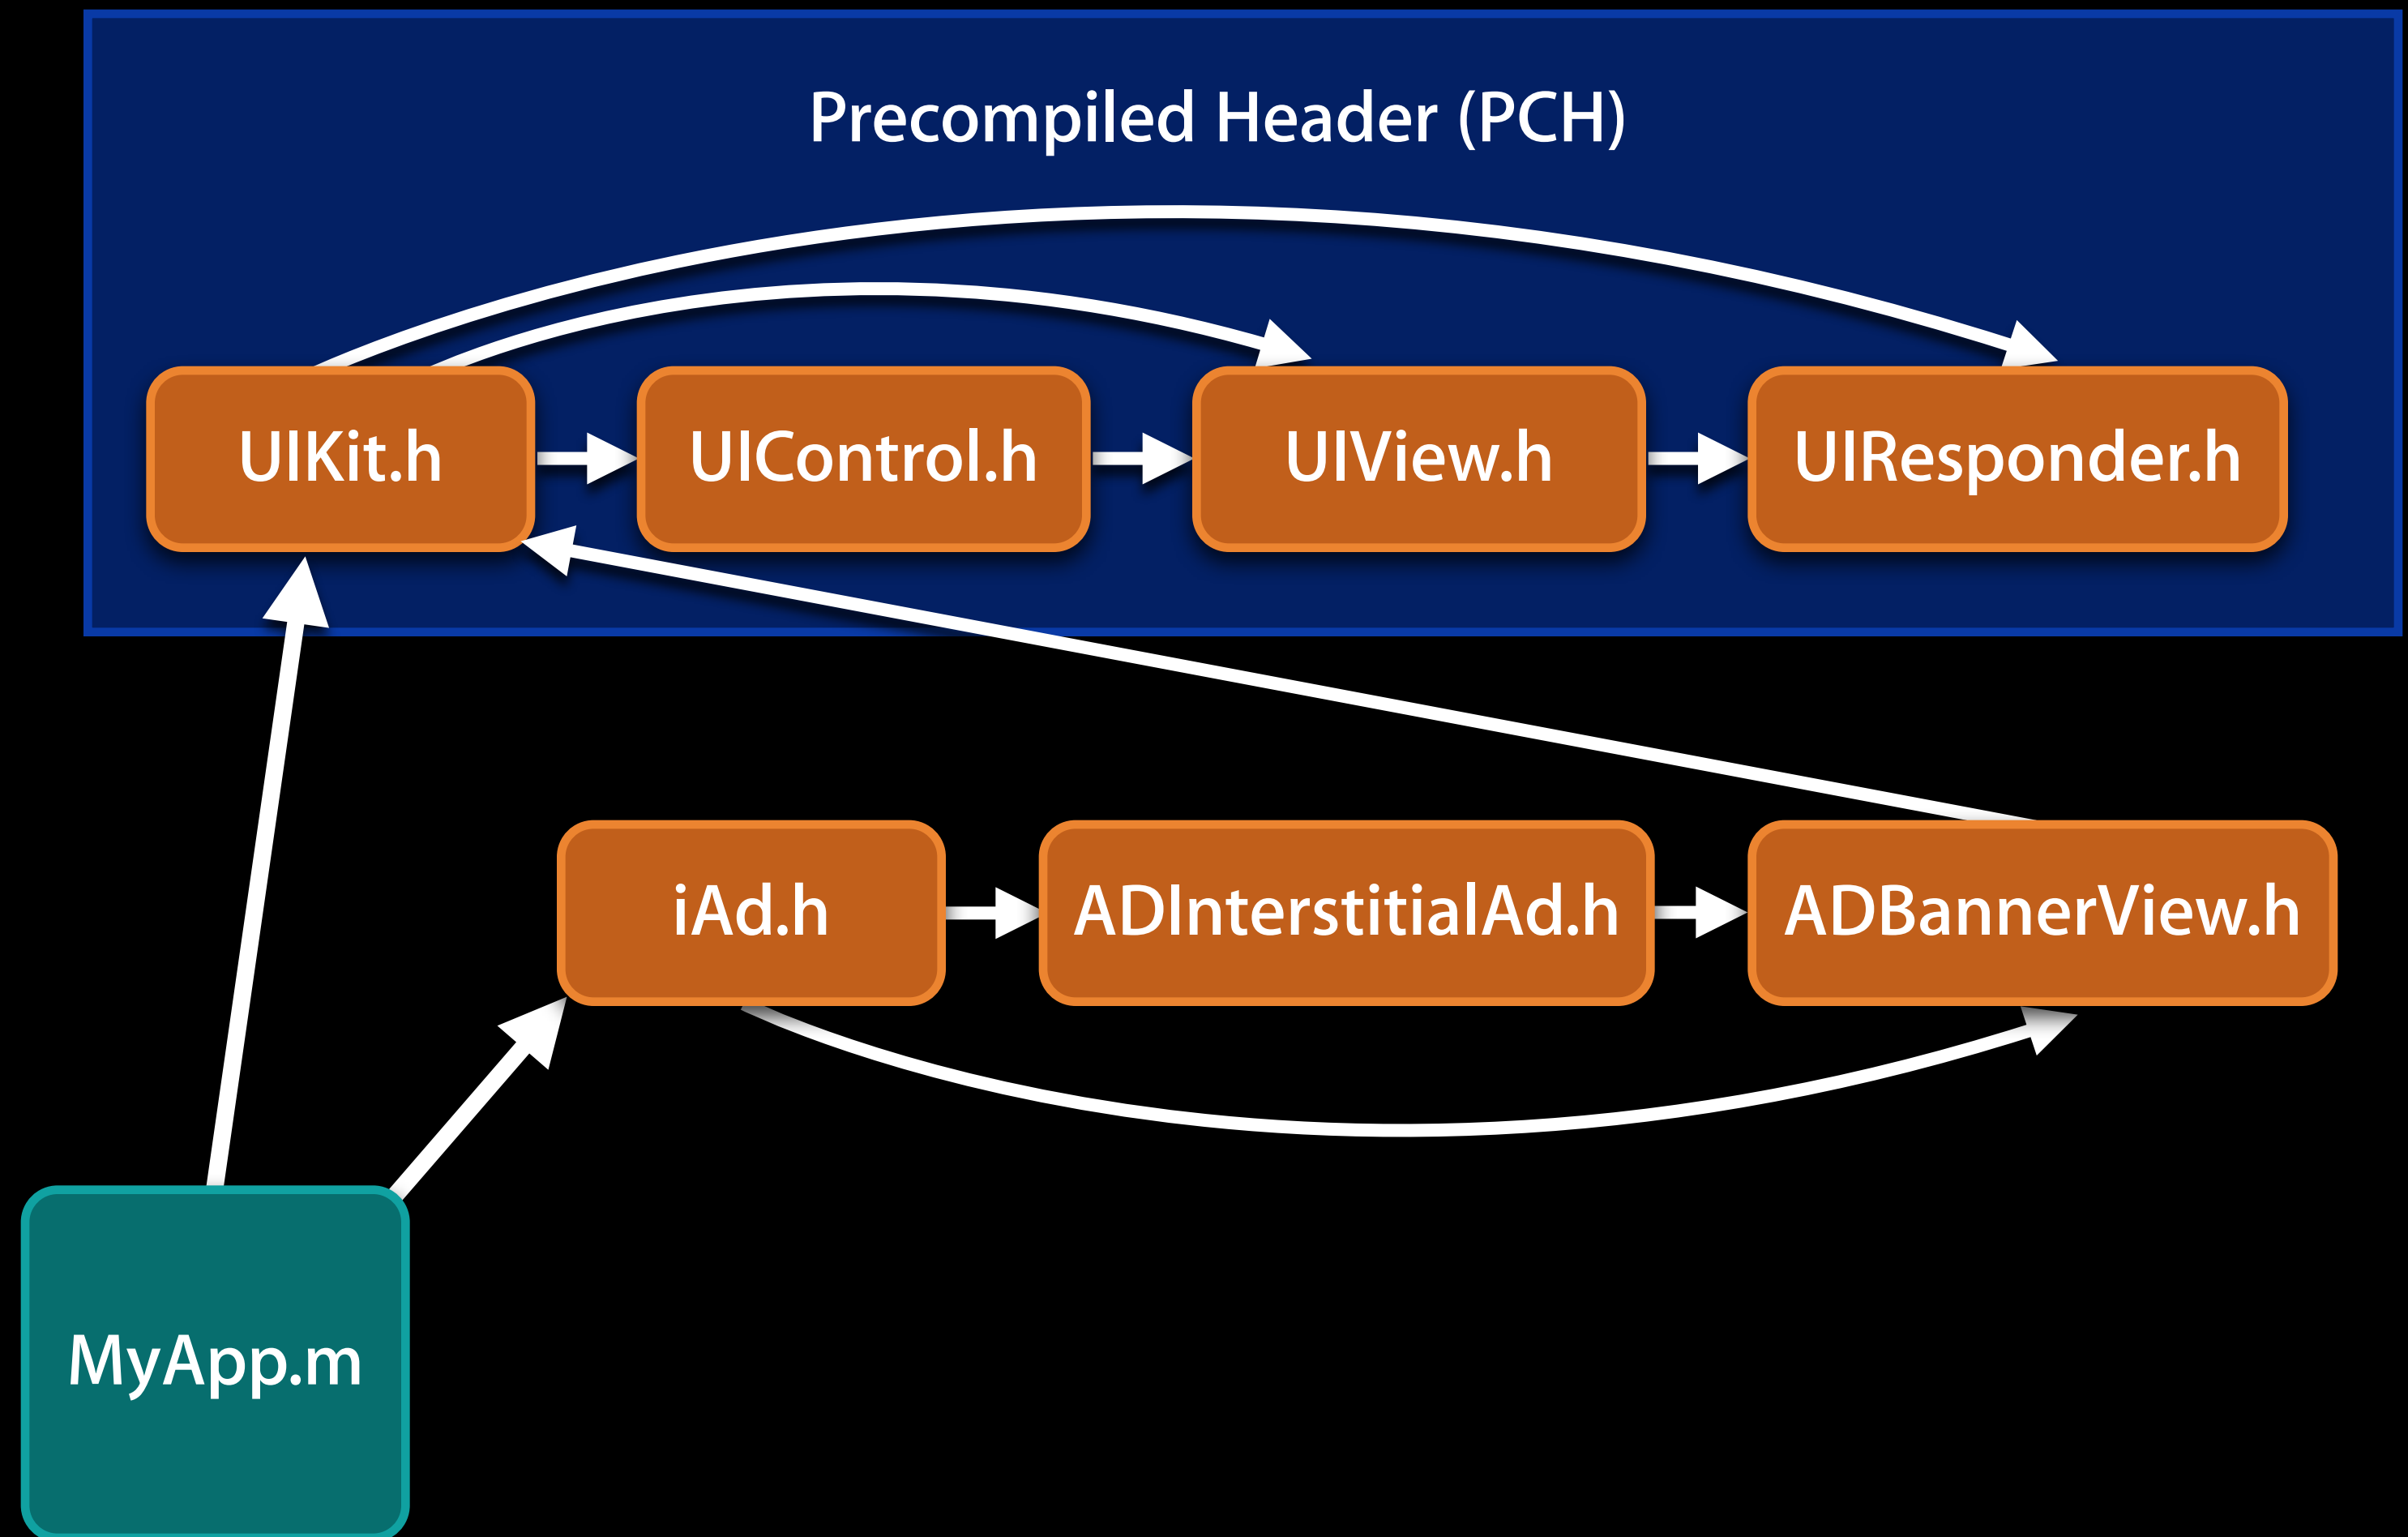 Precompiled Header (PCH)
UIKit.h
UIControl.h
UIView.h
UIResponder.h
iAd.h
ADInterstitialAd.h
ADBannerView.h
MyApp.m